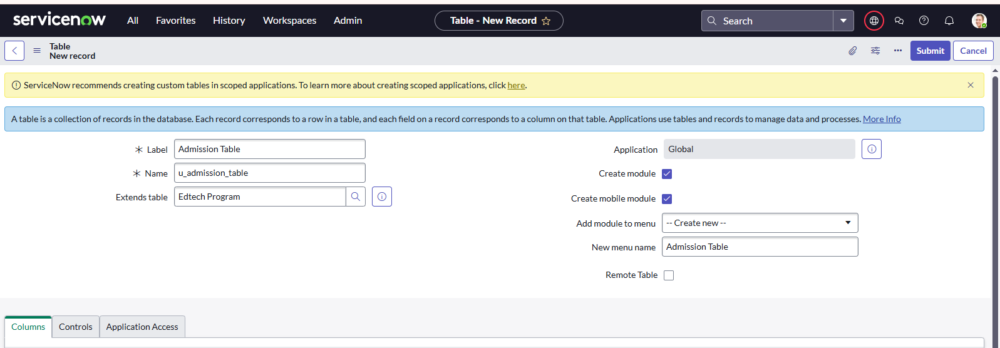 servicenow All Favorites History Workspaces Admin Table - New Record Search
Table
New record
Submit Cancel
ServiceNow recommends creating custom tables in scoped applications. To learn more about creating scoped applications, click here.
A table is a collection of records in the database. Each record corresponds to a row in a table, and each field on a record corresponds to a column on that table. Applications use tables and records to manage data and processes. More Info
Label Admission Table
Name u_admission_table
Extends table Edtech Program
Application Global
Create module
Create mobile module
Add module to menu -- Create new --
New menu name Admission Table
Remote Table
Columns Controls Application Access